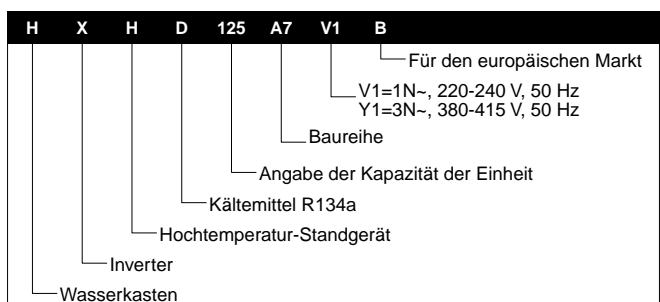 H X H D 125 A7 V1 B
Für den europäischen Markt
V1=1N~, 220-240 V, 50 Hz
Y1=3N~, 380-415 V, 50 Hz
Baureihe
Angabe der Kapazität der Einheit
Kältemittel R134a
Hochtemperatur-Standgerät
Inverter
Wasserkasten